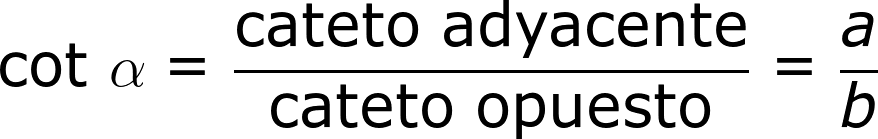 cot α = cateto adyacente / cateto opuesto = a / b